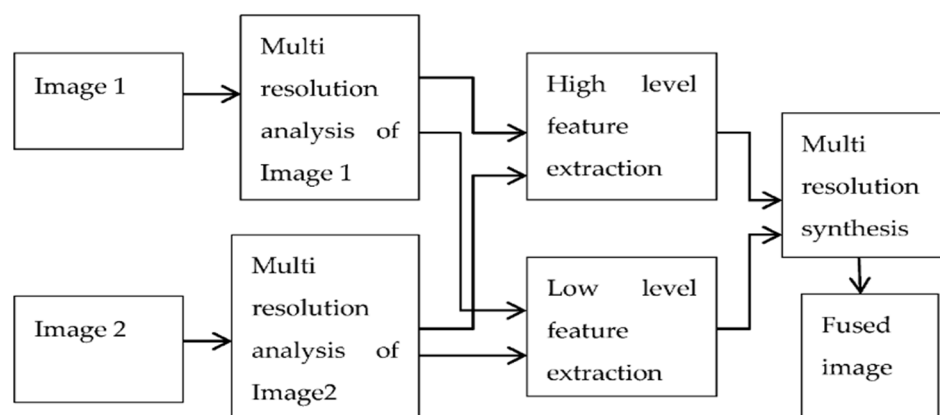 Image 1
Multi
resolution
analysis of
Image 1
High level
feature
extraction
Multi
resolution
synthesis
Image 2
Multi
resolution
analysis of
Image2
Low level
feature
extraction
Fused
image